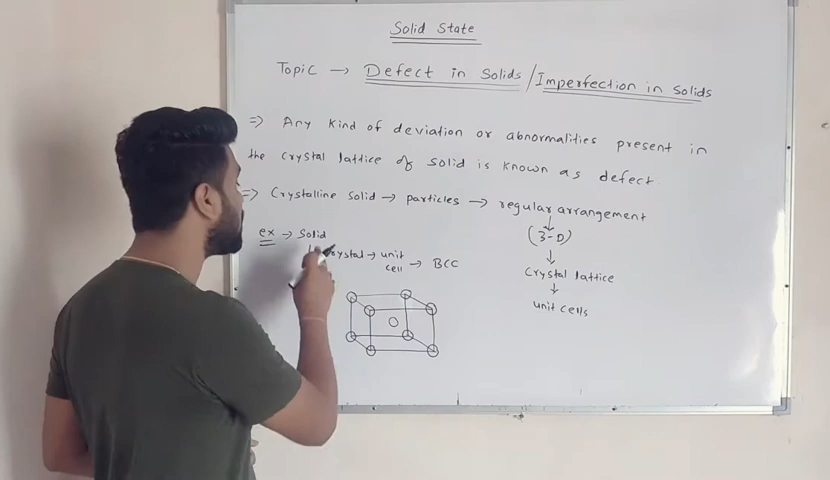 Solid State
Topic → Defect in Solids / Imperfection in Solids
⇒ Any kind of deviation or abnormalities present in
the crystal lattice of solid is known as defect.
⇒ Crystalline solid → particles → regular arrangement
↓
(3-D)
↓
Crystal lattice
↓
unit cells
ex → Solid
crystal → unit cell → BCC